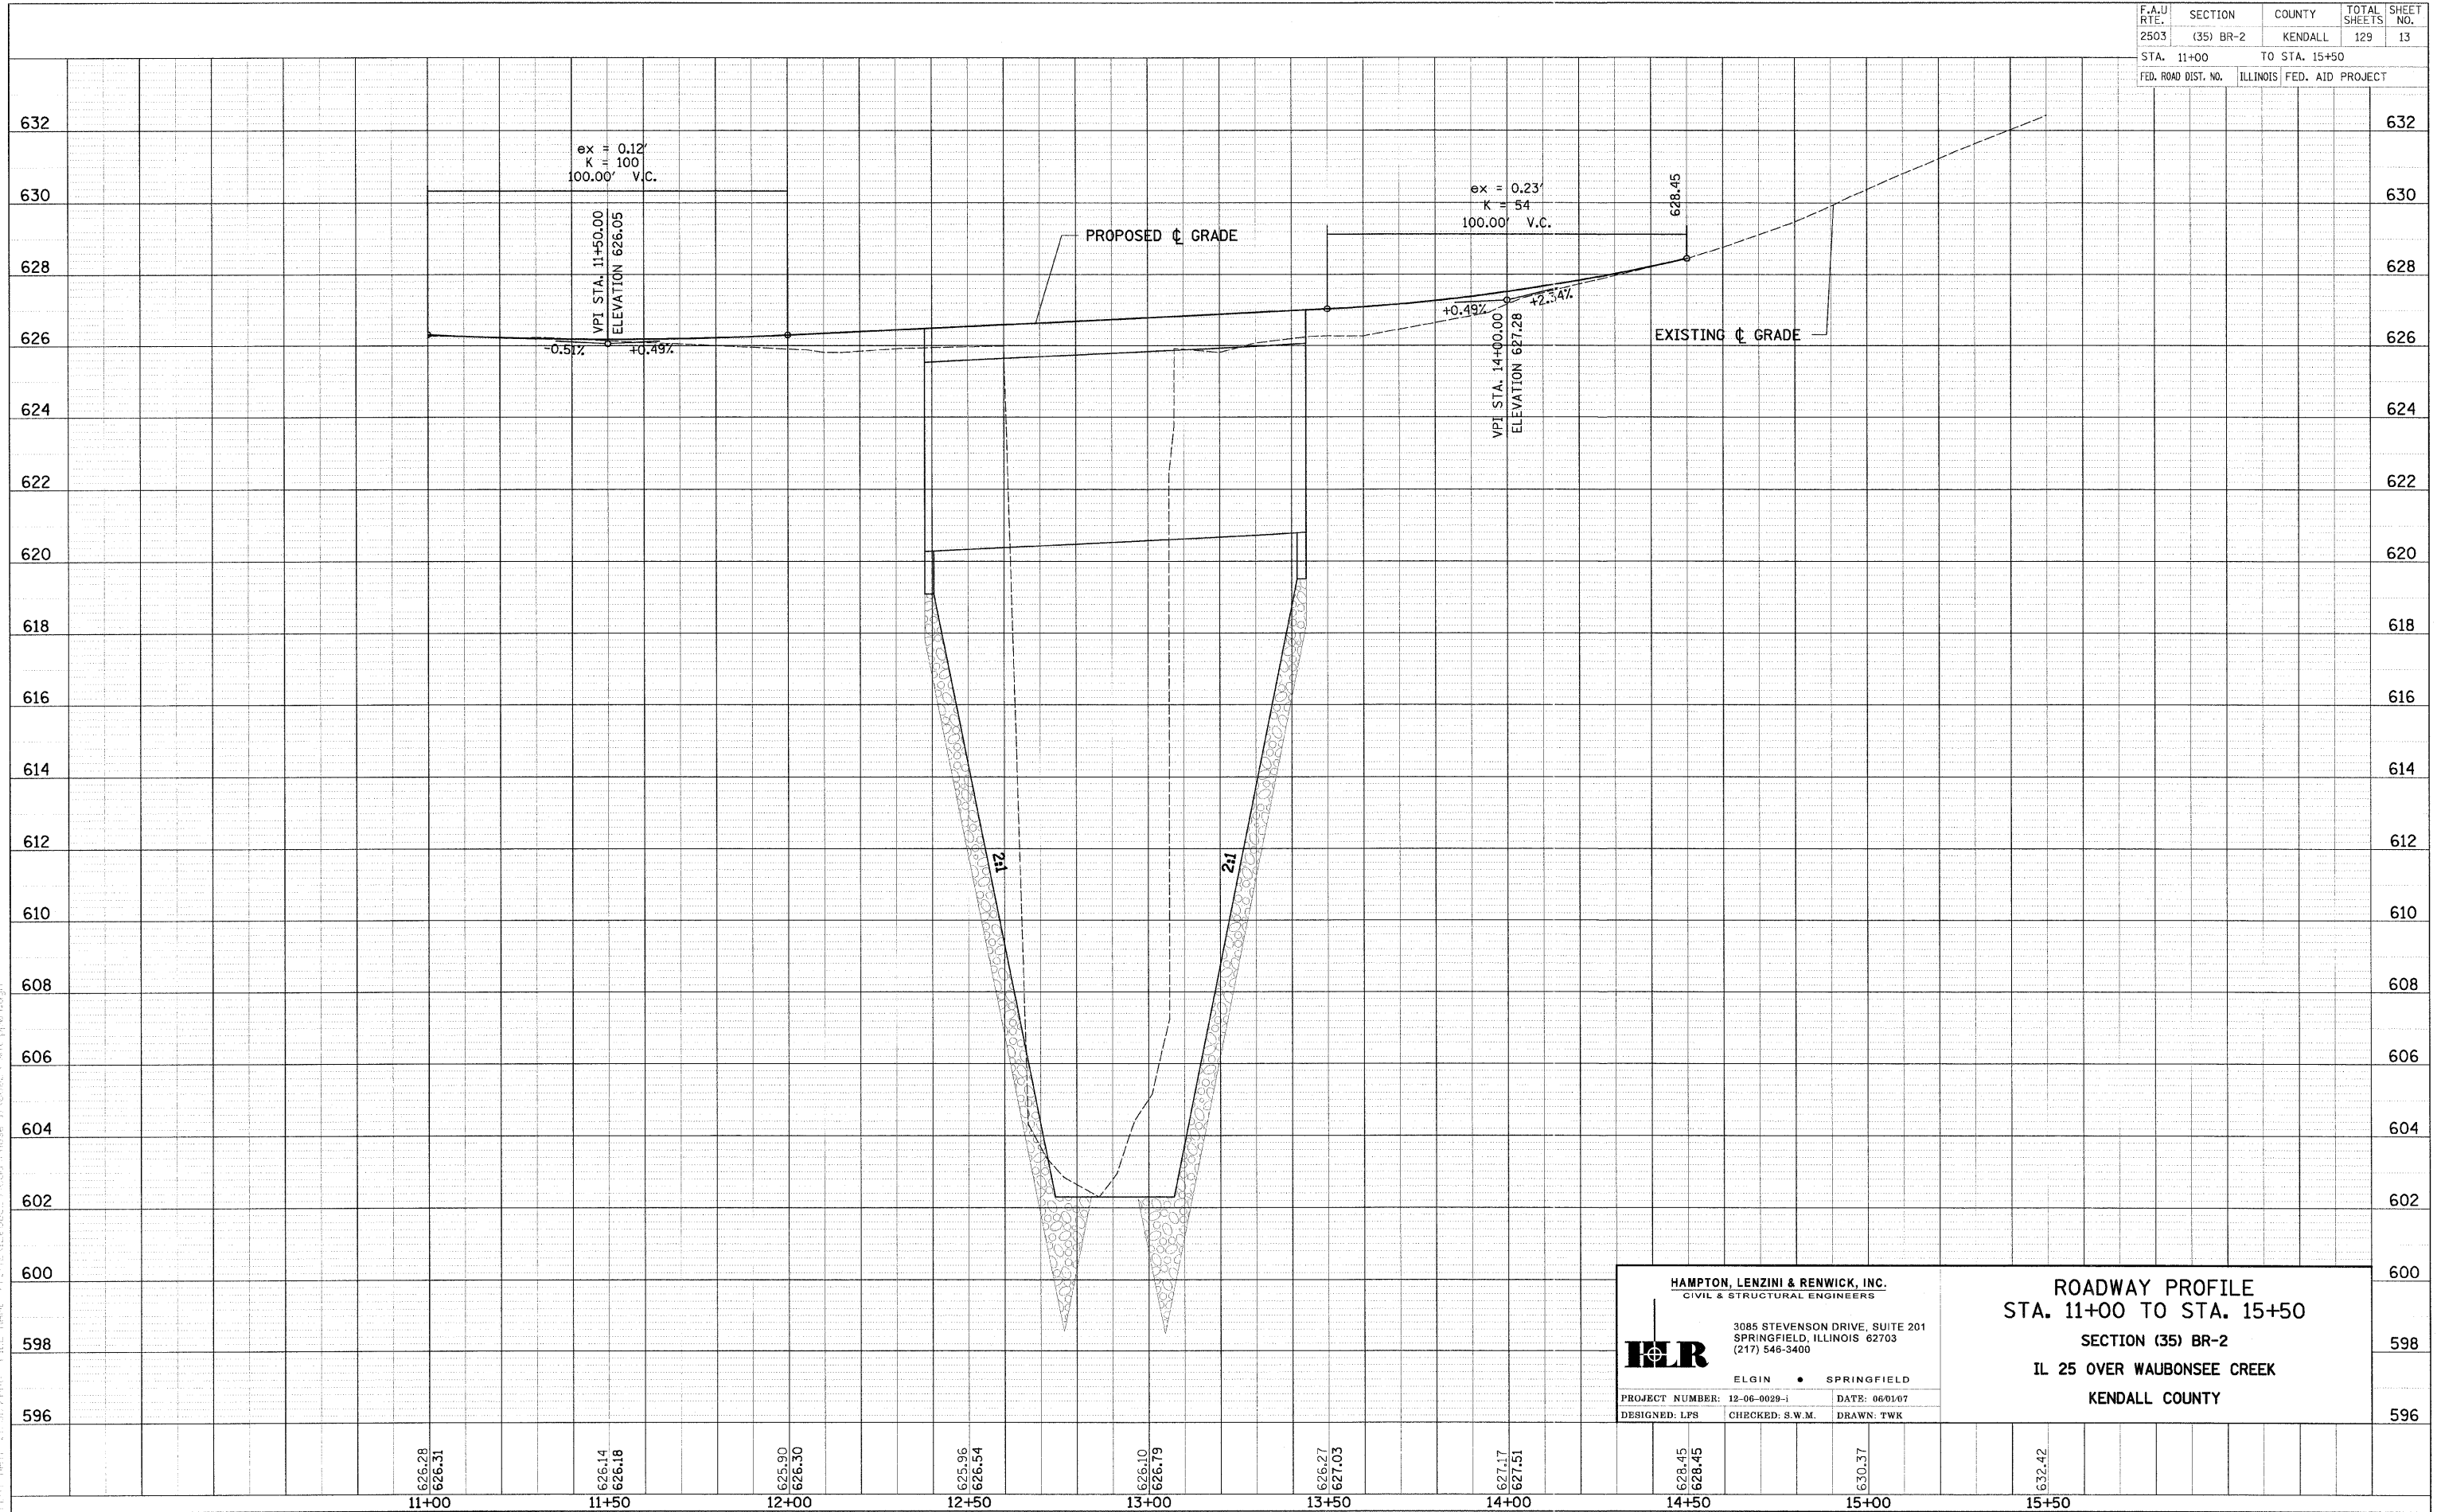 F.A.U RTE. SECTION COUNTY TOTAL SHEETS SHEET NO.
2503 (35) BR-2 KENDALL 129 13
STA. 11+00 TO STA. 15+50
FED. ROAD DIST. NO. ILLINOIS FED. AID PROJECT
632 632
630 630
628 628
626 626
624 624
622 622
620 620
618 618
616 616
614 614
612 612
610 610
608 608
606 606
604 604
602 602
600 600
598 598
596 596
ex = 0.12'
K = 100
100.00' V.C.
VPI STA. 11+50.00
ELEVATION 626.05
-0.51% +0.49%
PROPOSED ℄ GRADE
ex = 0.23'
K = 54
100.00' V.C.
628.45
+0.49% +2.34%
VPI STA. 14+00.00
ELEVATION 627.28
EXISTING ℄ GRADE
2:1 2:1
HAMPTON, LENZINI & RENWICK, INC.
CIVIL & STRUCTURAL ENGINEERS
HLR
3085 STEVENSON DRIVE, SUITE 201
SPRINGFIELD, ILLINOIS 62703
(217) 546-3400
ELGIN • SPRINGFIELD
PROJECT NUMBER: 12-06-0029-i DATE: 06/01/07
DESIGNED: LFS CHECKED: S.W.M. DRAWN: TWK
ROADWAY PROFILE
STA. 11+00 TO STA. 15+50
SECTION (35) BR-2
IL 25 OVER WAUBONSEE CREEK
KENDALL COUNTY
626.28
626.31
626.14
626.18
625.90
626.30
625.96
626.54
626.10
626.79
626.27
627.03
627.17
627.51
628.45
628.45
630.37
632.42
11+00 11+50 12+00 12+50 13+00 13+50 14+00 14+50 15+00 15+50